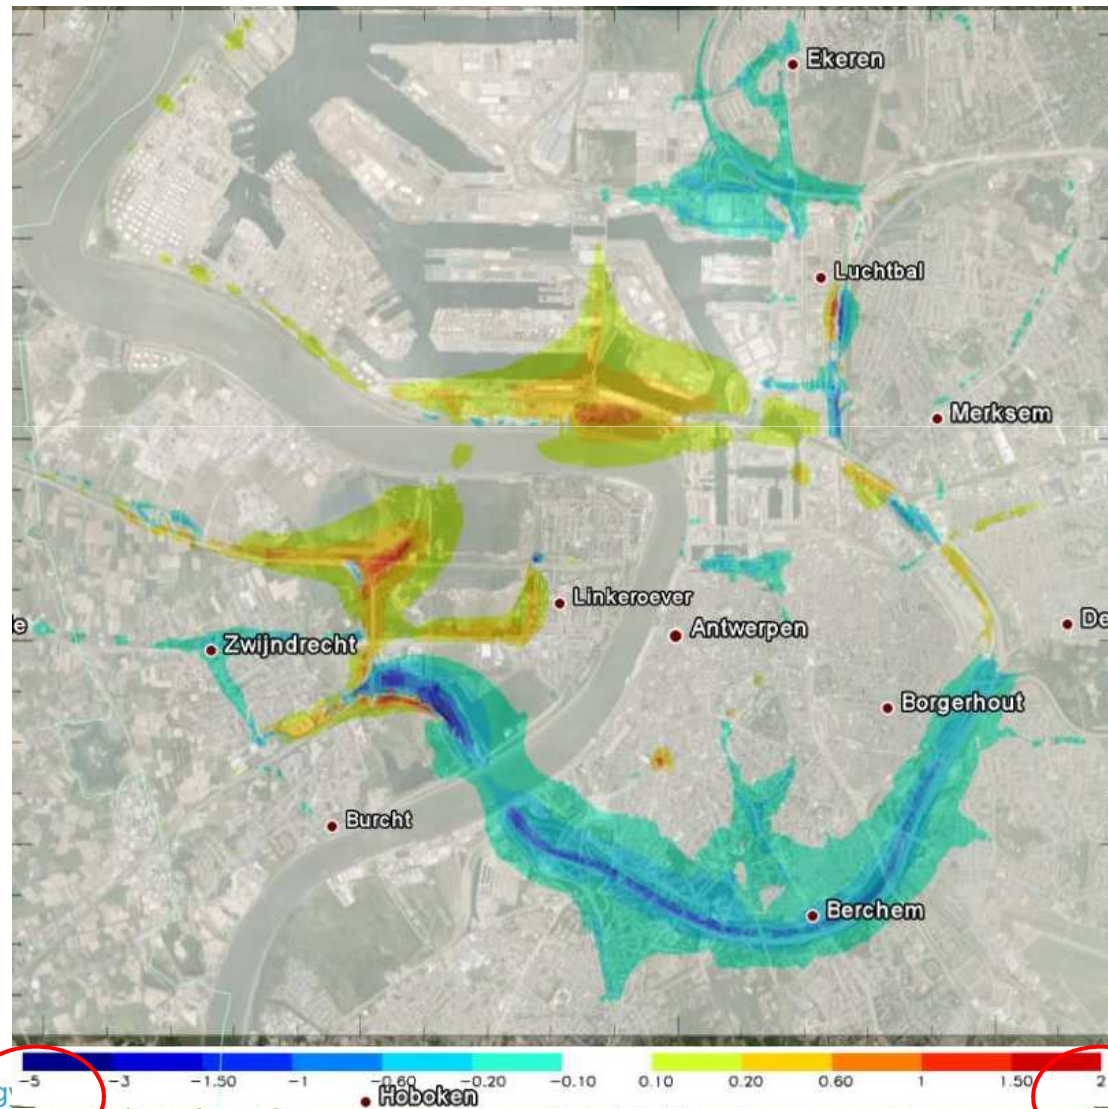 Ekeren
Luchtbal
Merksem
Linkeroever
Antwerpen
De
e
Zwijndrecht
Borgerhout
Burcht
Berchem
-5 -3 -1.50 -1 -0.60 -0.20 -0.10 0.10 0.20 0.60 1 1.50 2
gy
Hoboken